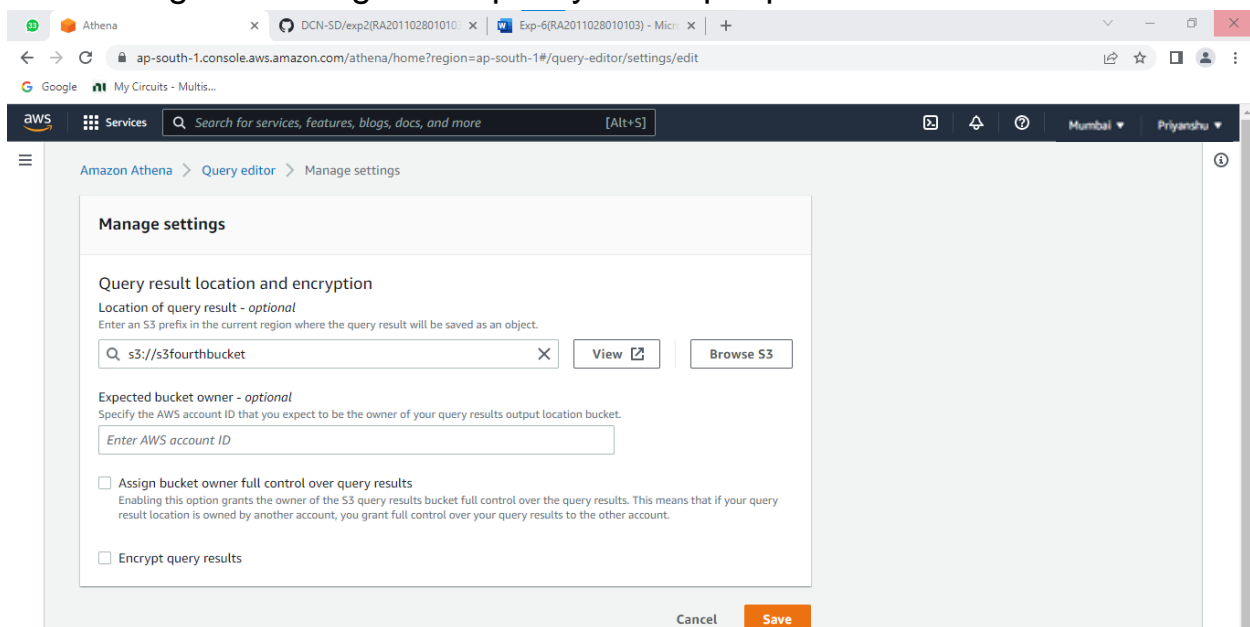 33 Athena DCN-SD/exp2(RA2011028010103 Exp-6(RA2011028010103) - Micro
ap-south-1.console.aws.amazon.com/athena/home?region=ap-south-1#/query-editor/settings/edit
G Google My Circuits - Multis...
aws Services Search for services, features, blogs, docs, and more [Alt+S] Mumbai Priyanshu
Amazon Athena > Query editor > Manage settings
Manage settings
Query result location and encryption
Location of query result - optional
Enter an S3 prefix in the current region where the query result will be saved as an object.
s3://s3fourthbucket View Browse S3
Expected bucket owner - optional
Specify the AWS account ID that you expect to be the owner of your query results output location bucket.
Enter AWS account ID
Assign bucket owner full control over query results
Enabling this option grants the owner of the S3 query results bucket full control over the query results. This means that if your query
result location is owned by another account, you grant full control over your query results to the other account.
Encrypt query results
Cancel Save